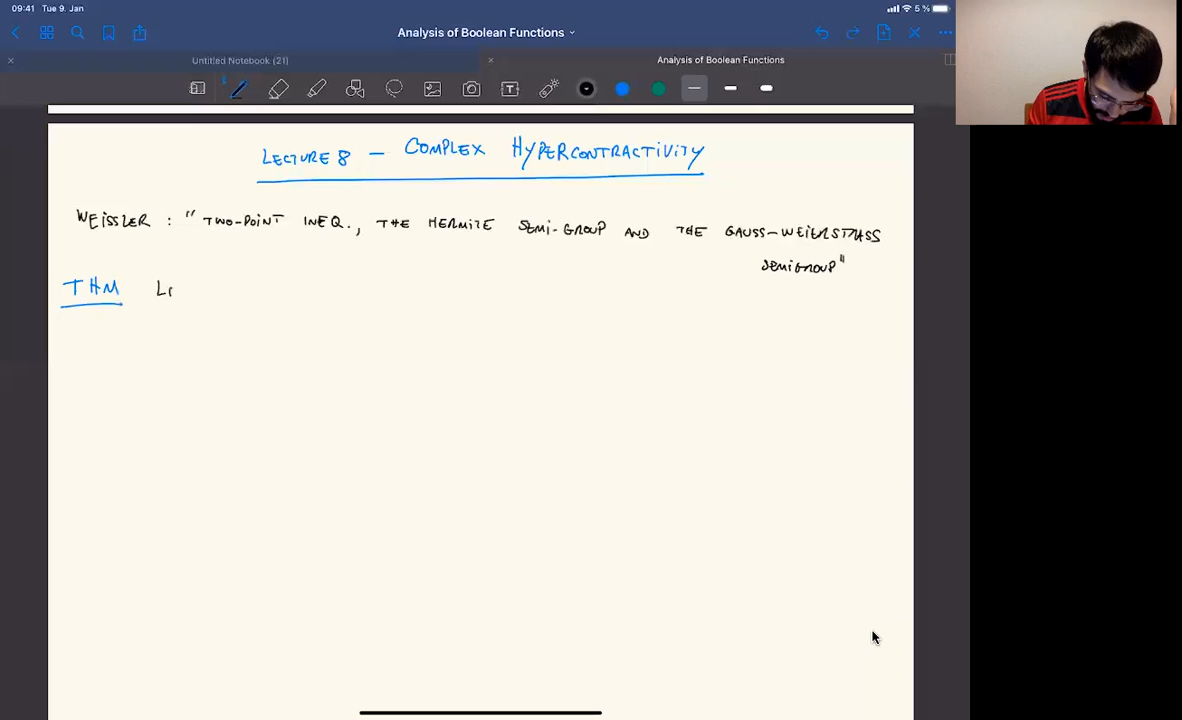 09:41 Tue 9. Jan 5 %
Analysis of Boolean Functions
Untitled Notebook (21) Analysis of Boolean Functions
LECTURE 8 – COMPLEX HYPERCONTRACTIVITY
WEISSLER : " TWO-POINT INEQ., THE HERMITE SEMI-GROUP AND THE GAUSS-WEIERSTRASS
SEMIGROUP"
THM